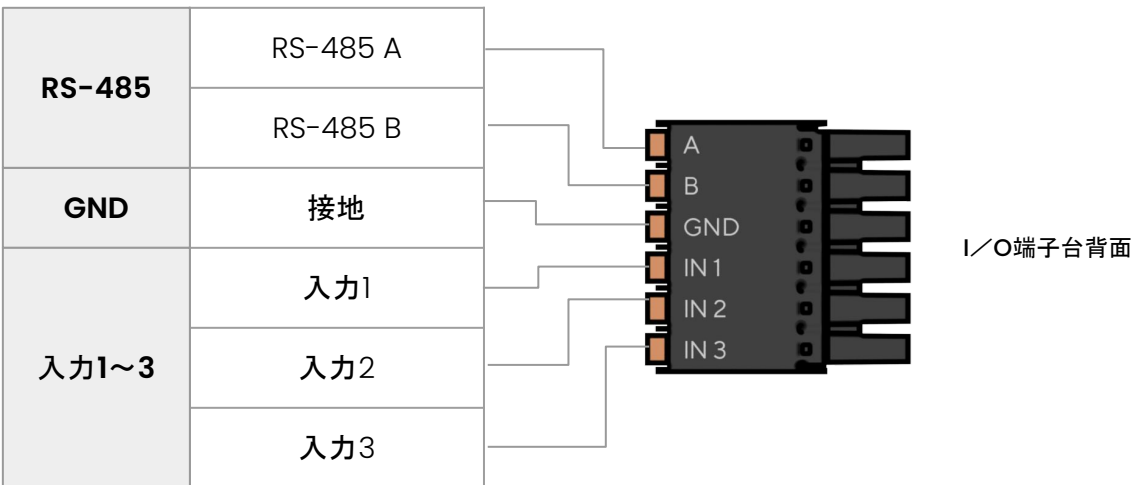 RS-485
RS-485 A
RS-485 B
GND
接地
入力1～3
入力1
入力2
入力3
A
B
GND
IN 1
IN 2
IN 3
I／O端子台背面